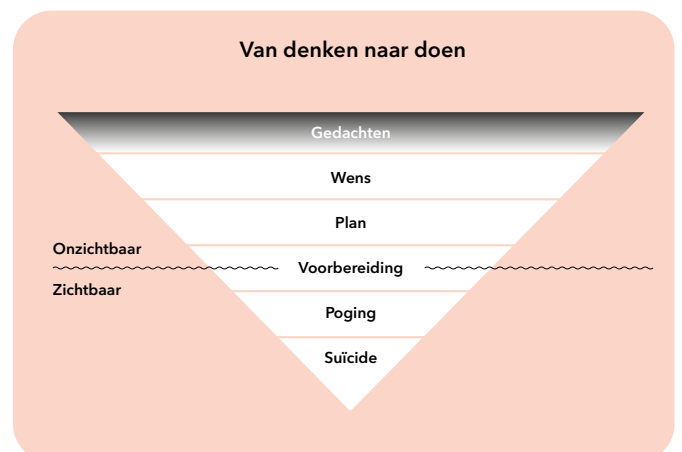 Van denken naar doen
Gedachten
Wens
Plan
Onzichtbaar
Voorbereiding
Zichtbaar
Poging
Suïcide